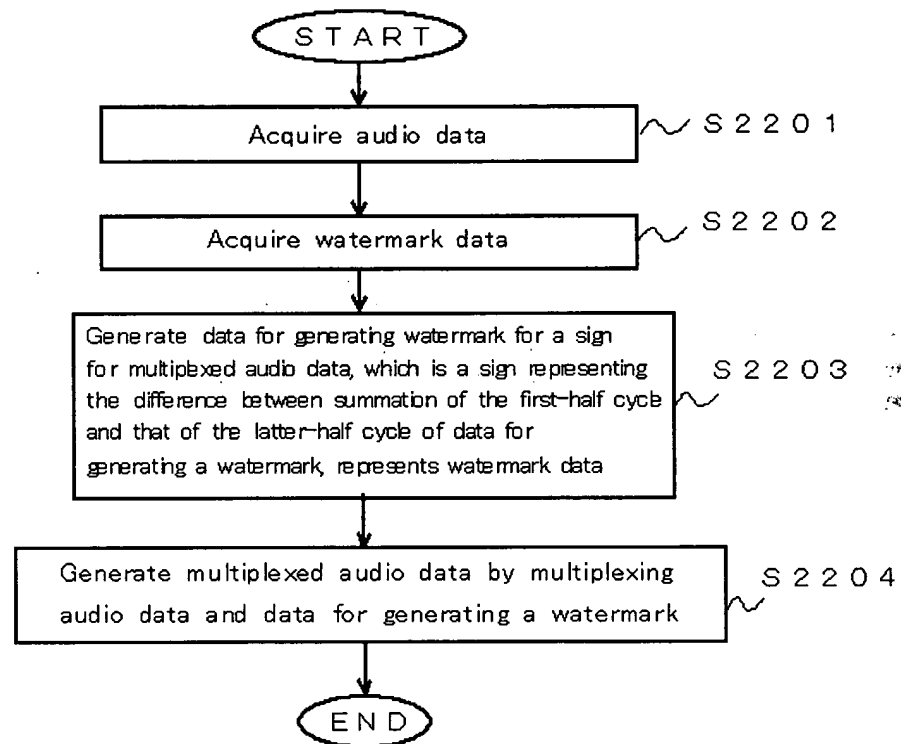 START
Acquire audio data
S2201
Acquire watermark data
S2202
Generate data for generating watermark for a sign
for multiplexed audio data, which is a sign representing
the difference between summation of the first-half cycle
and that of the latter-half cycle of data for
generating a watermark, represents watermark data
S2203
Generate multiplexed audio data by multiplexing
audio data and data for generating a watermark
S2204
END